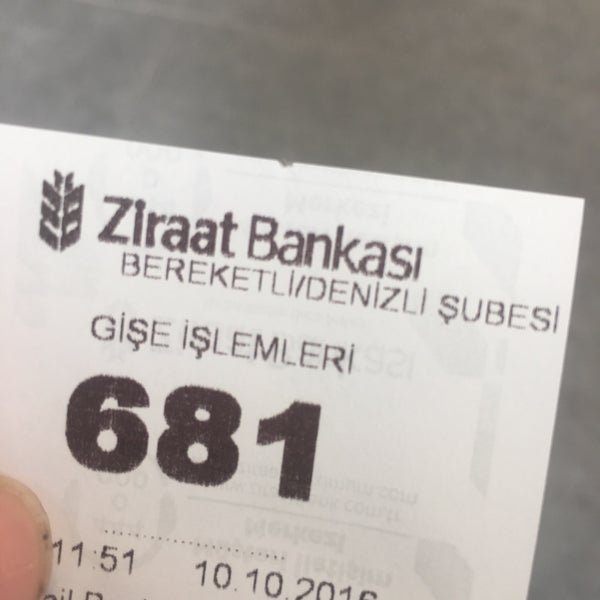 Ziraat Bankası
BEREKETLİ/DENİZLİ ŞUBESİ
GİŞE İŞLEMLERİ
681
11:51 10.10.2016